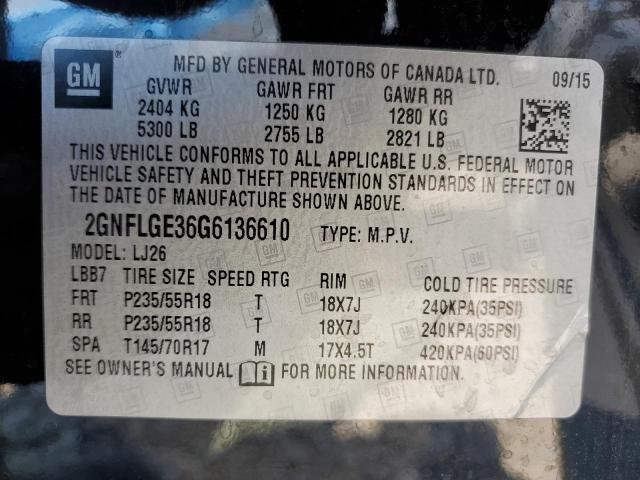 GM
MFD BY GENERAL MOTORS OF CANADA LTD. 09/15
GVWR GAWR FRT GAWR RR
2404 KG 1250 KG 1280 KG
5300 LB 2755 LB 2821 LB
THIS VEHICLE CONFORMS TO ALL APPLICABLE U.S. FEDERAL MOTOR
VEHICLE SAFETY AND THEFT PREVENTION STANDARDS IN EFFECT ON
THE DATE OF MANUFACTURE SHOWN ABOVE.
2GNFLGE36G6136610 TYPE: M.P.V.
MODEL: LJ26
LBB7 TIRE SIZE SPEED RTG RIM COLD TIRE PRESSURE
FRT P235/55R18 T 18X7J 240KPA(35PSI)
RR P235/55R18 T 18X7J 240KPA(35PSI)
SPA T145/70R17 M 17X4.5T 420KPA(60PSI)
SEE OWNER'S MANUAL FOR MORE INFORMATION.